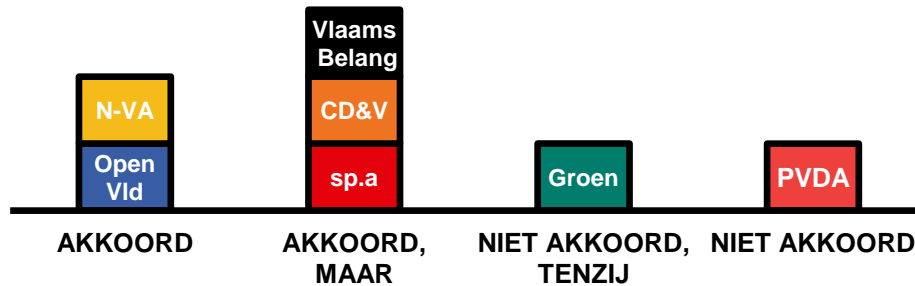 Vlaams
Belang
N-VA
CD&V
Open
Vld
sp.a
Groen
PVDA
AKKOORD
AKKOORD,
MAAR
NIET AKKOORD,
TENZIJ
NIET AKKOORD